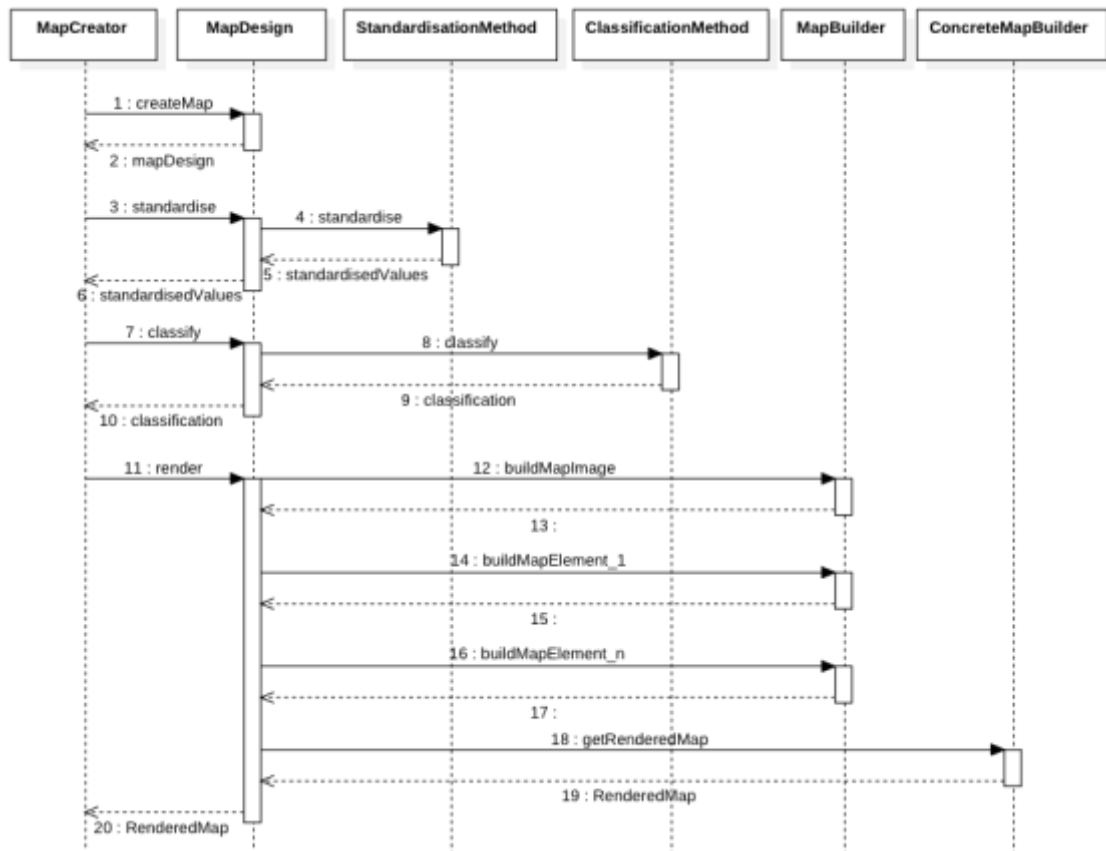 MapCreator
MapDesign
StandardisationMethod
ClassificationMethod
MapBuilder
ConcreteMapBuilder
1 : createMap
2 : mapDesign
3 : standardise
4 : standardise
5 : standardisedValues
6 : standardisedValues
7 : classify
8 : classify
9 : classification
10 : classification
11 : render
12 : buildMapImage
13 :
14 : buildMapElement_1
15 :
16 : buildMapElement_n
17 :
18 : getRenderedMap
19 : RenderedMap
20 : RenderedMap